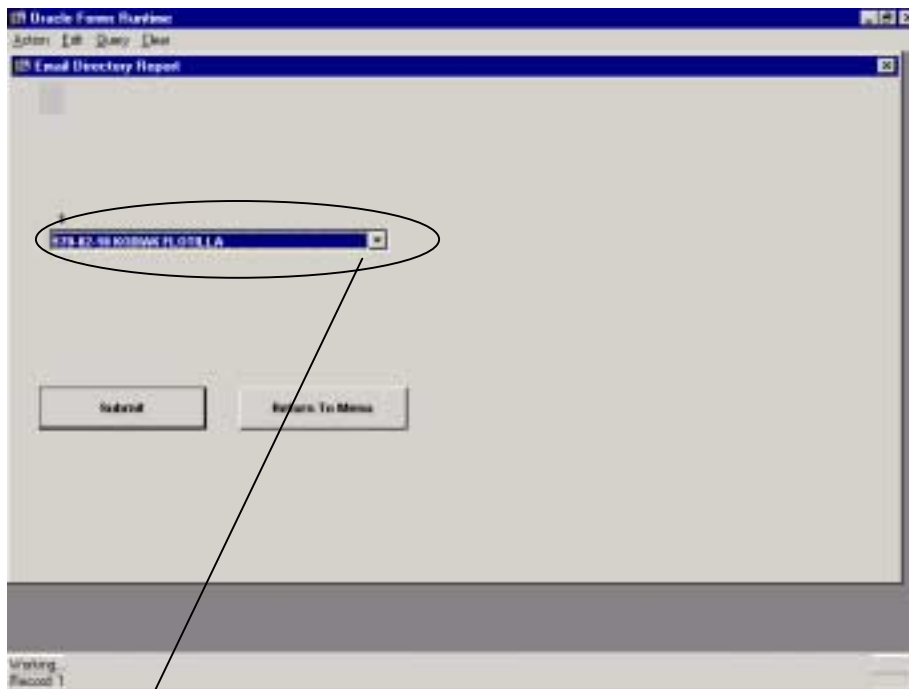 Oracle Forms Runtime
Action Edit Query Clear
Email Directory Report
KODIAK FLOTILLA
Submit
Return To Menu
Working...
Record 1